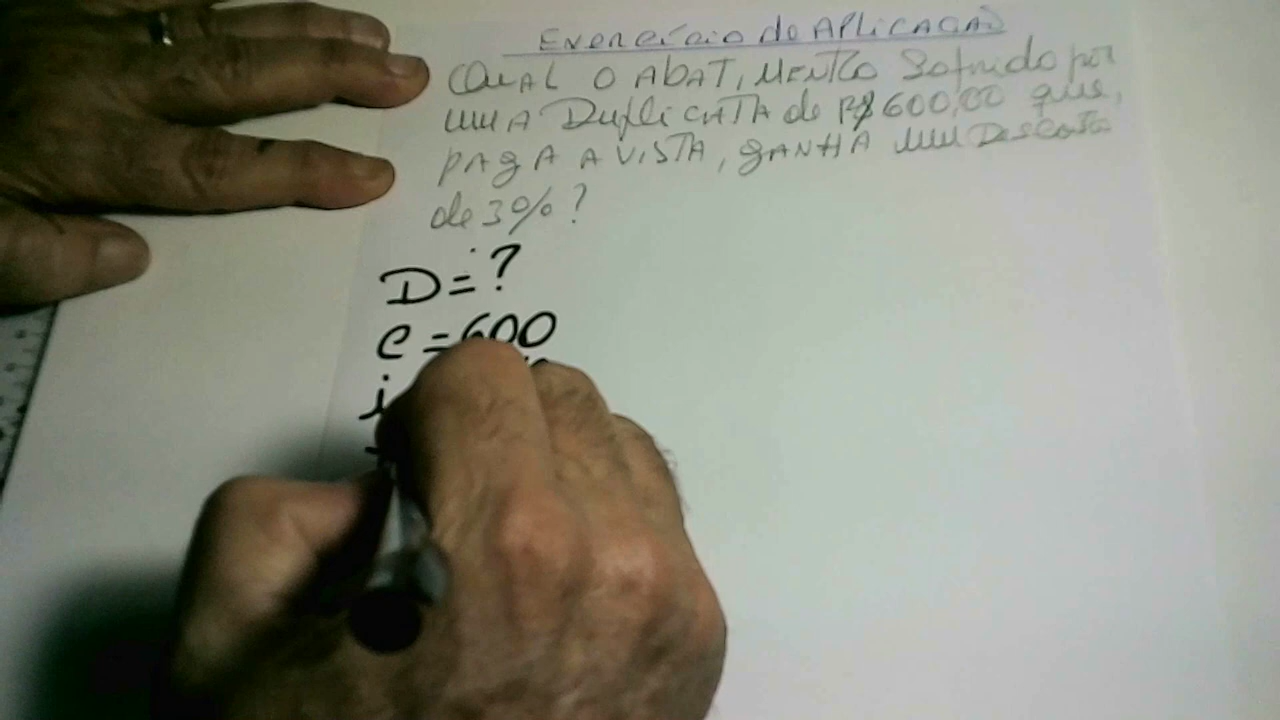 Exercício de Aplicação
QUAL O ABATIMENTO Sofrido por
UMA DupliCATA de R$600,00 que,
PAGA A VISTA, GANHA UM Desconto
de 3%?
D=?
C=600
i